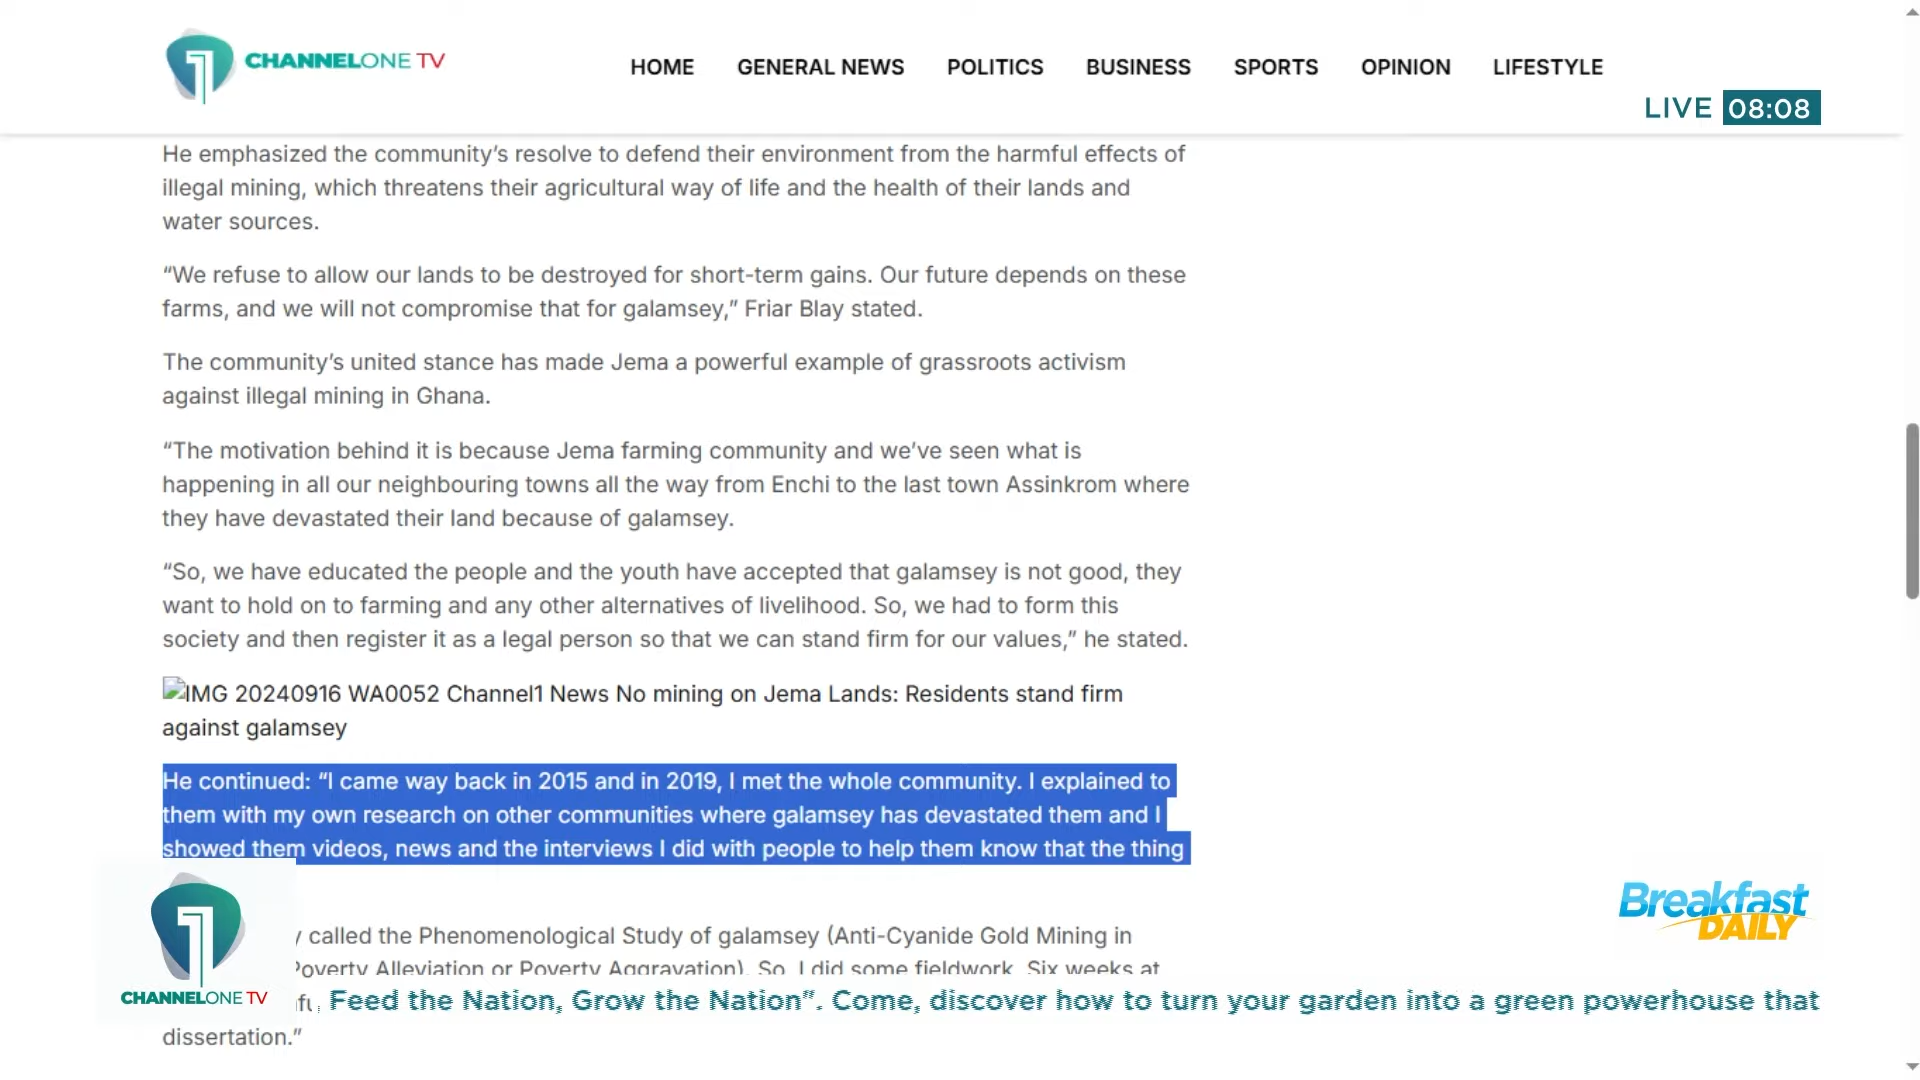 CHANNELONE TV
HOME GENERAL NEWS POLITICS BUSINESS SPORTS OPINION LIFESTYLE
LIVE 08:08
He emphasized the community’s resolve to defend their environment from the harmful effects of
illegal mining, which threatens their agricultural way of life and the health of their lands and
water sources.
“We refuse to allow our lands to be destroyed for short-term gains. Our future depends on these
farms, and we will not compromise that for galamsey,” Friar Blay stated.
The community’s united stance has made Jema a powerful example of grassroots activism
against illegal mining in Ghana.
“The motivation behind it is because Jema farming community and we’ve seen what is
happening in all our neighbouring towns all the way from Enchi to the last town Assinkrom where
they have devastated their land because of galamsey.
“So, we have educated the people and the youth have accepted that galamsey is not good, they
want to hold on to farming and any other alternatives of livelihood. So, we had to form this
society and then register it as a legal person so that we can stand firm for our values,” he stated.
IMG 20240916 WA0052 Channel1 News No mining on Jema Lands: Residents stand firm
against galamsey
He continued: “I came way back in 2015 and in 2019, I met the whole community. I explained to
them with my own research on other communities where galamsey has devastated them and I
showed them videos, news and the interviews I did with people to help them know that the thing
called the Phenomenological Study of galamsey (Anti-Cyanide Gold Mining in
Poverty Alleviation or Poverty Aggravation). So, I did some fieldwork. Six weeks at
dissertation.”
Breakfast
DAILY
CHANNELONE TV
Feed the Nation, Grow the Nation”. Come, discover how to turn your garden into a green powerhouse that